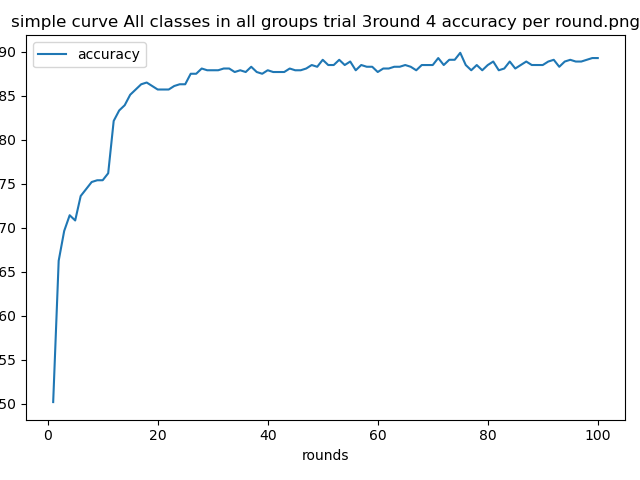 simple curve All classes in all groups trial 3round 4 accuracy per round.png
accuracy
90
85
80
75
70
65
60
55
50
0 20 40 60 80 100
rounds